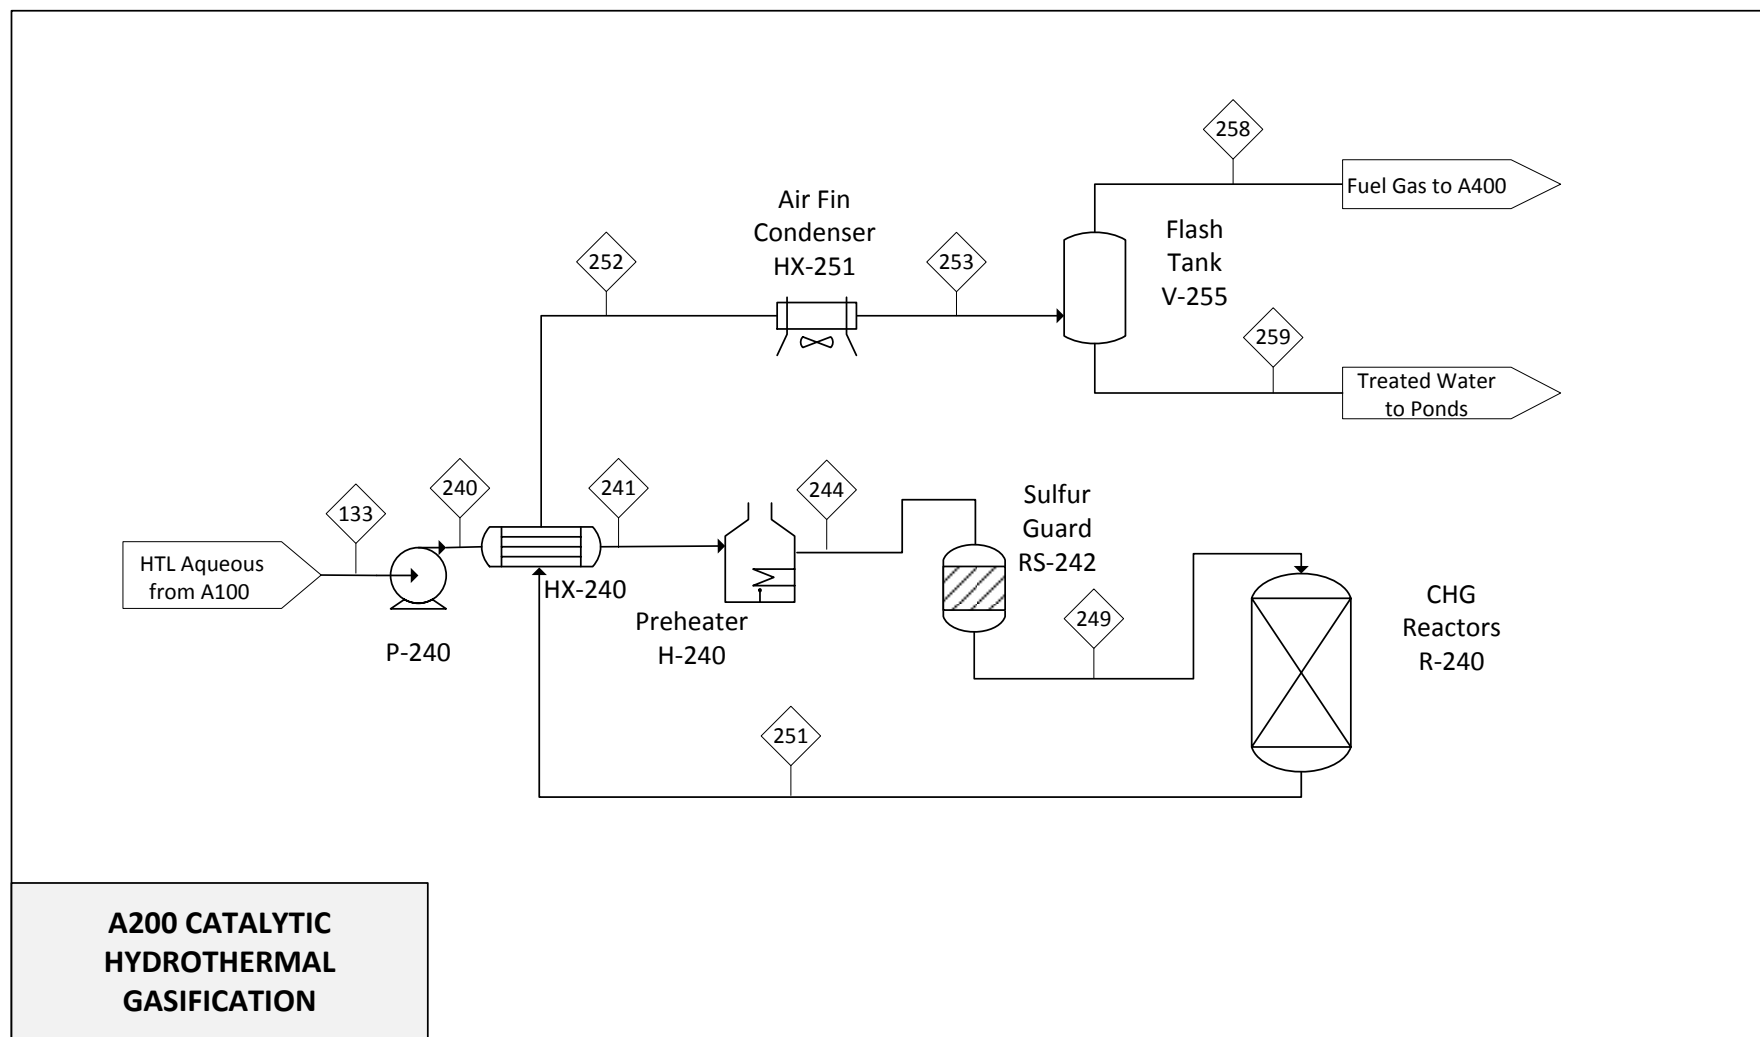 258
Fuel Gas to A400
Air Fin
Condenser
HX-251
252
253
Flash
Tank
V-255
259
Treated Water
to Ponds
133
240
241
244
Sulfur
Guard
RS-242
HTL Aqueous
from A100
P-240
HX-240
Preheater
H-240
249
CHG
Reactors
R-240
251
A200 CATALYTIC
HYDROTHERMAL
GASIFICATION